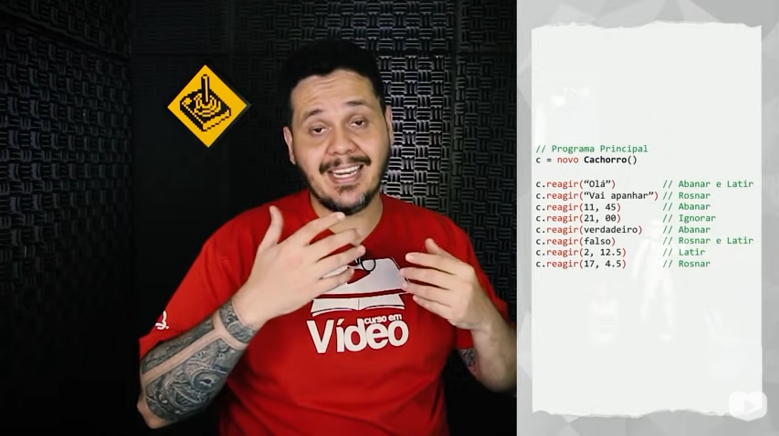 curso em
Vídeo
// Programa Principal
c = novo Cachorro()
c.reagir(“Olá”) // Abanar e Latir
c.reagir(“Vai apanhar”) // Rosnar
c.reagir(11, 45) // Abanar
c.reagir(21, 00) // Ignorar
c.reagir(verdadeiro) // Abanar
c.reagir(falso) // Rosnar e Latir
c.reagir(2, 12.5) // Latir
c.reagir(17, 4.5) // Rosnar